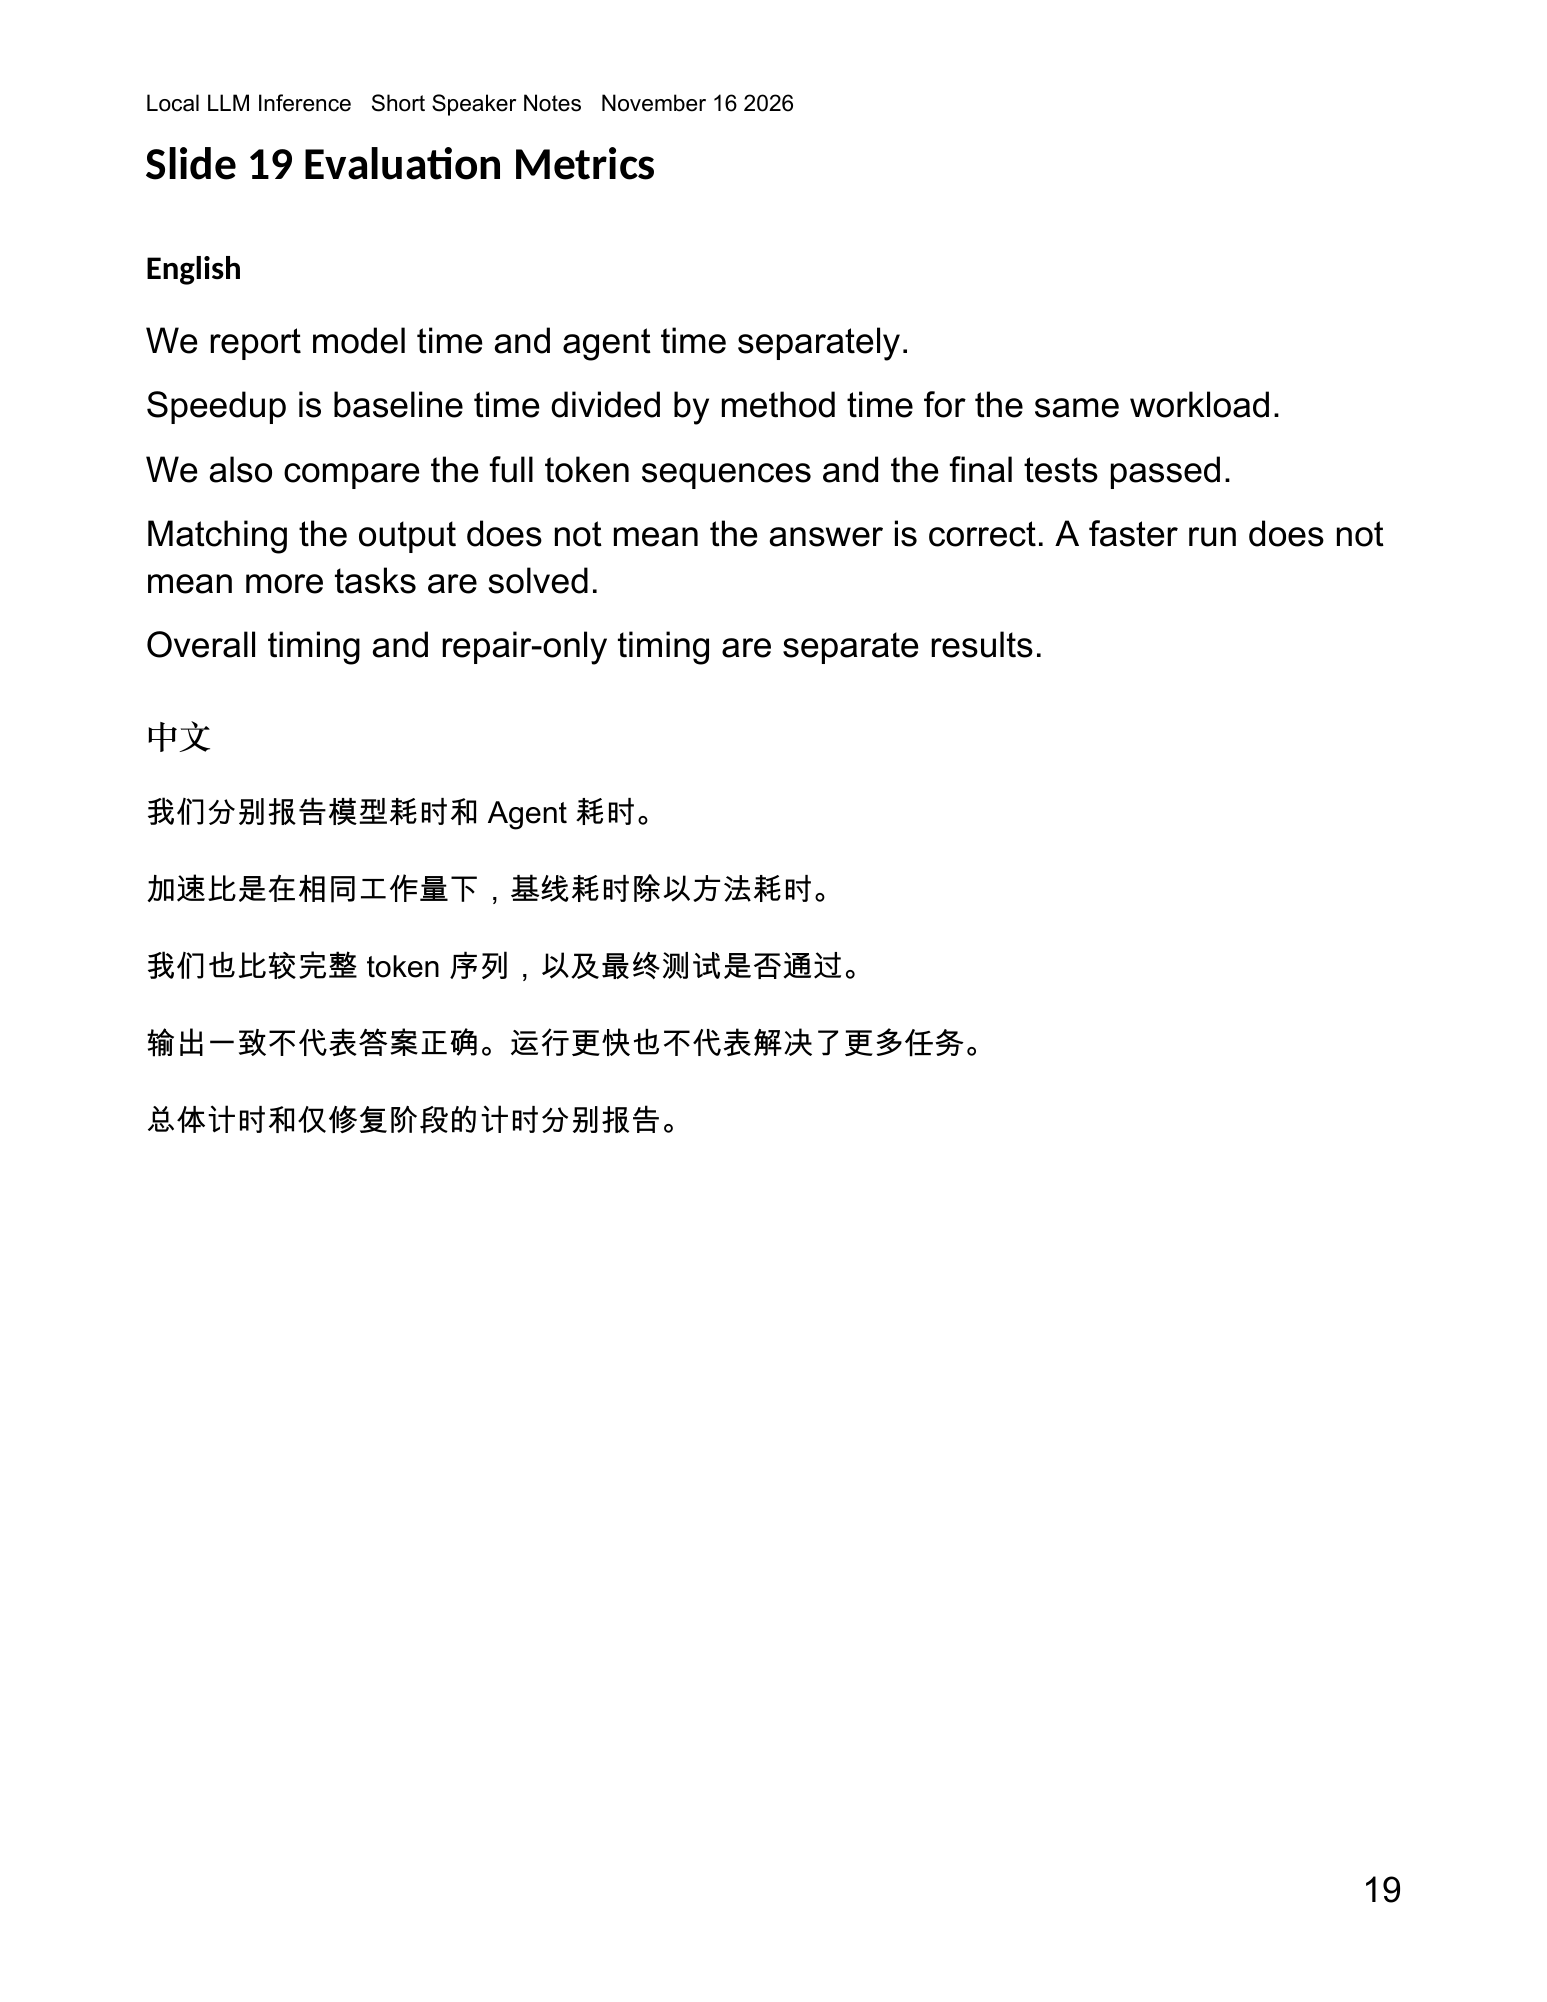 Local LLM Inference   Short Speaker Notes   November 16 2026
Slide 19 Evaluation Metrics
English
We report model time and agent time separately.
Speedup is baseline time divided by method time for the same workload.
We also compare the full token sequences and the final tests passed.
Matching the output does not mean the answer is correct. A faster run does not
mean more tasks are solved.
Overall timing and repair-only timing are separate results.
中文
我们分别报告模型耗时和 Agent 耗时。
加速比是在相同工作量下，基线耗时除以方法耗时。
我们也比较完整 token 序列，以及最终测试是否通过。
输出一致不代表答案正确。运行更快也不代表解决了更多任务。
总体计时和仅修复阶段的计时分别报告。
19